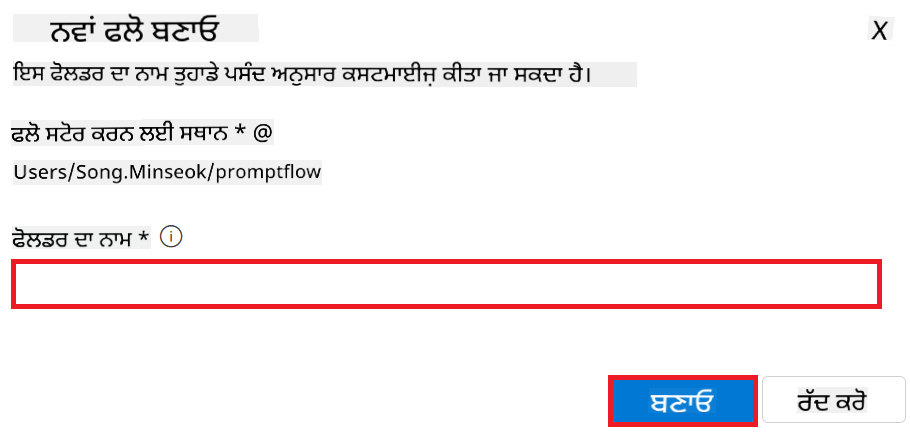 ਨਵਾਂ ਫਲੋ ਬਣਾਓ X
ਇਸ ਫੋਲਡਰ ਦਾ ਨਾਮ ਤੁਹਾਡੇ ਪਸੰਦ ਅਨੁਸਾਰ ਕਸਟਮਾਈਜ਼ ਕੀਤਾ ਜਾ ਸਕਦਾ ਹੈ।
ਫਲੋ ਸਟੋਰ ਕਰਨ ਲਈ ਸਥਾਨ * @
Users/Song.Minseok/promptflow
ਫੋਲਡਰ ਦਾ ਨਾਮ * i
ਬਣਾਓ ਰੱਦ ਕਰੋ